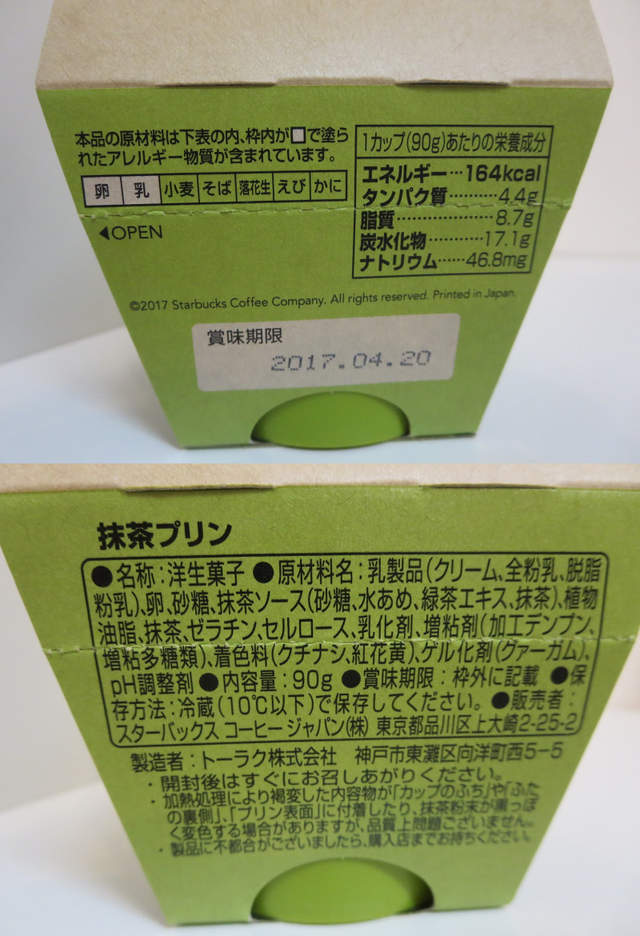 本品の原材料は下表の内、枠内が□で塗ら
れたアレルギー物質が含まれています。
卵 乳 小麦 そば 落花生 えび かに
◀OPEN
1カップ(90g)あたりの栄養成分
エネルギー…164kcal
タンパク質………4.4g
脂質…………………8.7g
炭水化物…………17.1g
ナトリウム……46.8mg
©2017 Starbucks Coffee Company. All rights reserved. Printed in Japan.
賞味期限
2017.04.20
抹茶プリン
●名称:洋生菓子 ●原材料名:乳製品(クリーム、全粉乳、脱脂
粉乳)、卵、砂糖、抹茶ソース(砂糖、水あめ、緑茶エキス、抹茶)、植物
油脂、抹茶、ゼラチン、セルロース、乳化剤、増粘剤(加工デンプン、
増粘多糖類)、着色料(クチナシ、紅花黄)、ゲル化剤(グァーガム)、
pH調整剤 ●内容量:90g ●賞味期限:枠外に記載 ●保
存方法:冷蔵(10℃以下)で保存してください。●販売者:
スターバックス コーヒー ジャパン(株) 東京都品川区上大崎2-25-2
製造者:トーラク株式会社 神戸市東灘区向洋町西5-5
・開封後はすぐにお召しあがりください。
・加熱処理により褐変した内容物が「カップのふち」や「ふた
の裏側」、「プリン表面」に付着したり、抹茶粉末が黒っぽ
く変色する場合がありますが、品質上問題ございません。
・製品に不都合がございましたら、購入店までお持ちください。